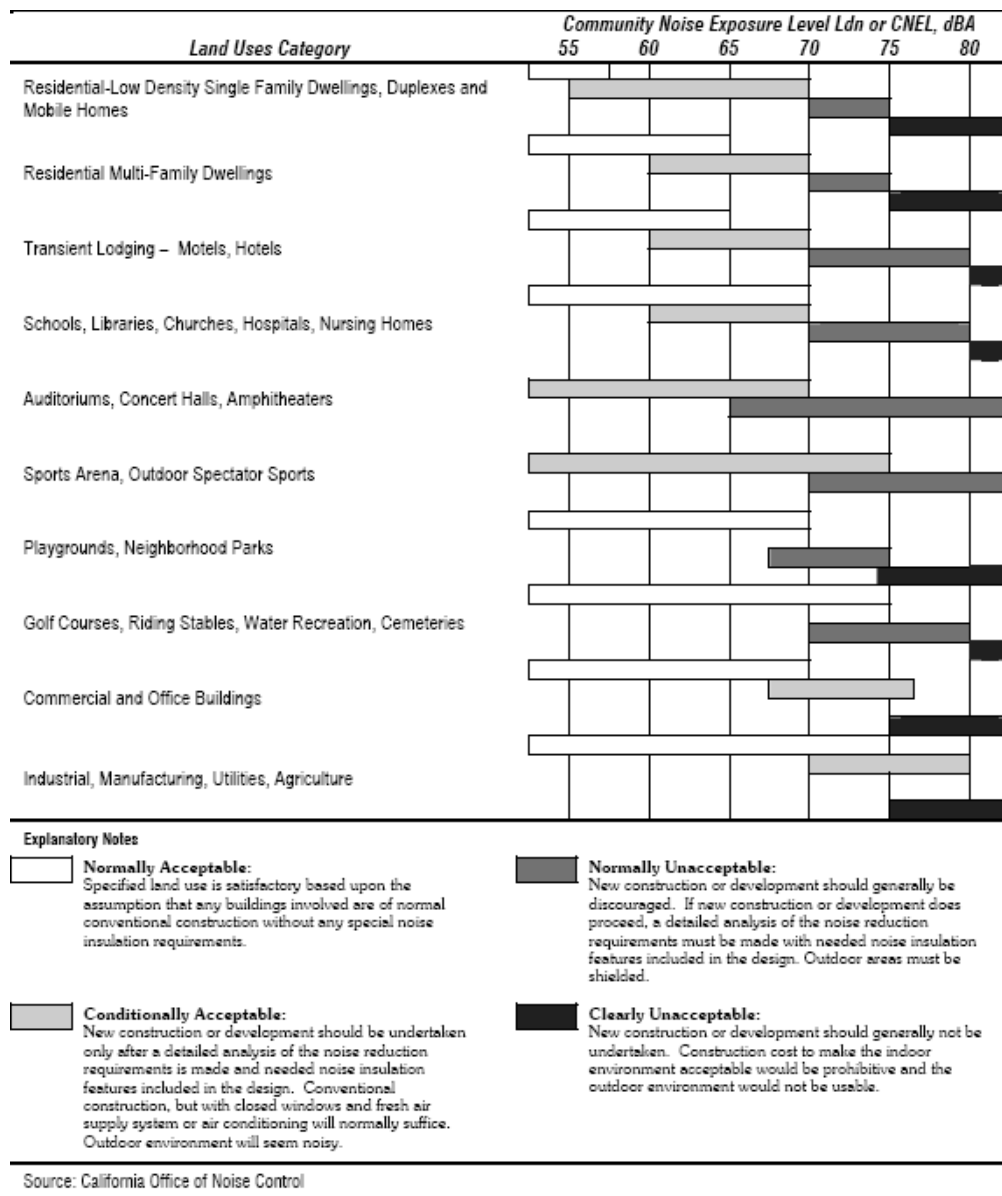 Community Noise Exposure Level Ldn or CNEL, dBA
Land Uses Category 55 60 65 70 75 80
Residential-Low Density Single Family Dwellings, Duplexes and
Mobile Homes
Residential Multi-Family Dwellings
Transient Lodging – Motels, Hotels
Schools, Libraries, Churches, Hospitals, Nursing Homes
Auditoriums, Concert Halls, Amphitheaters
Sports Arena, Outdoor Spectator Sports
Playgrounds, Neighborhood Parks
Golf Courses, Riding Stables, Water Recreation, Cemeteries
Commercial and Office Buildings
Industrial, Manufacturing, Utilities, Agriculture
Explanatory Notes
Normally Acceptable:
Specified land use is satisfactory based upon the
assumption that any buildings involved are of normal
conventional construction without any special noise
insulation requirements.
Conditionally Acceptable:
New construction or development should be undertaken
only after a detailed analysis of the noise reduction
requirements is made and needed noise insulation
features included in the design. Conventional
construction, but with closed windows and fresh air
supply system or air conditioning will normally suffice.
Outdoor environment will seem noisy.
Normally Unacceptable:
New construction or development should generally be
discouraged. If new construction or development does
proceed, a detailed analysis of the noise reduction
requirements must be made with needed noise insulation
features included in the design. Outdoor areas must be
shielded.
Clearly Unacceptable:
New construction or development should generally not be
undertaken. Construction cost to make the indoor
environment acceptable would be prohibitive and the
outdoor environment would not be usable.
Source: California Office of Noise Control